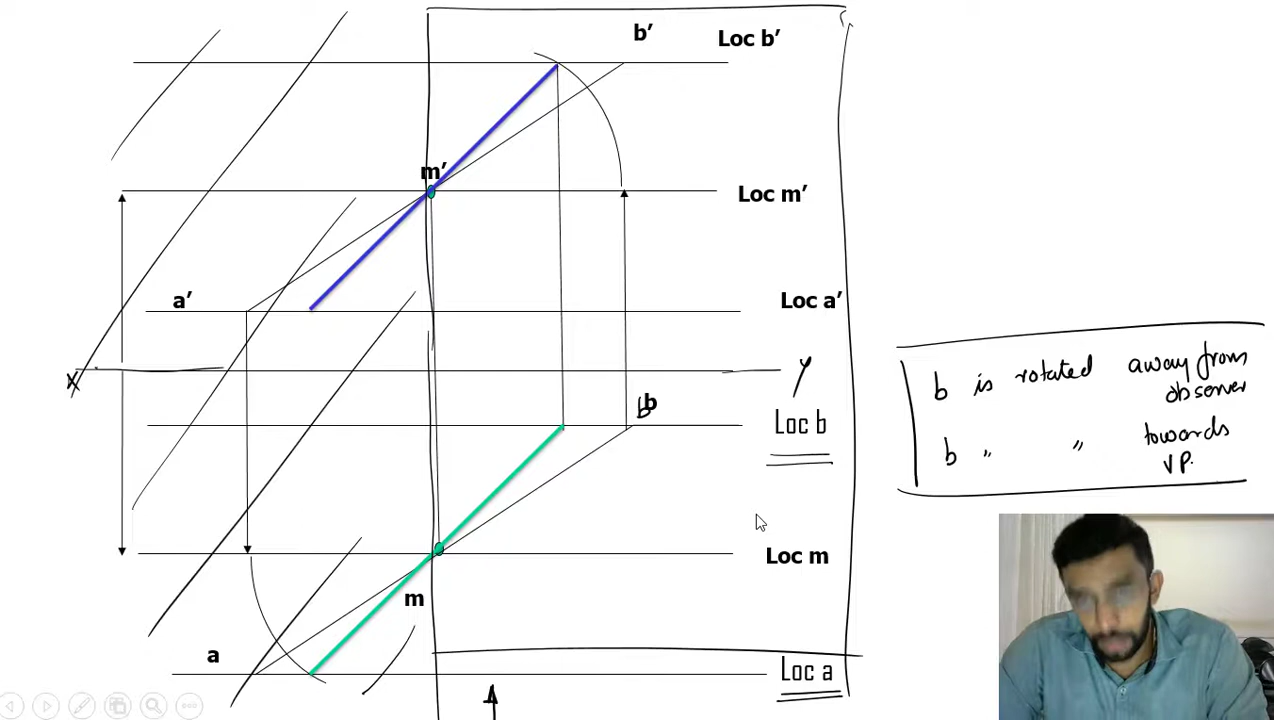 b′
Loc b′
m′
Loc m′
a′
Loc a′
X
Y
b is rotated away from
observer
b " " towards
VP.
b
b
Loc b
Loc m
m
a
Loc a